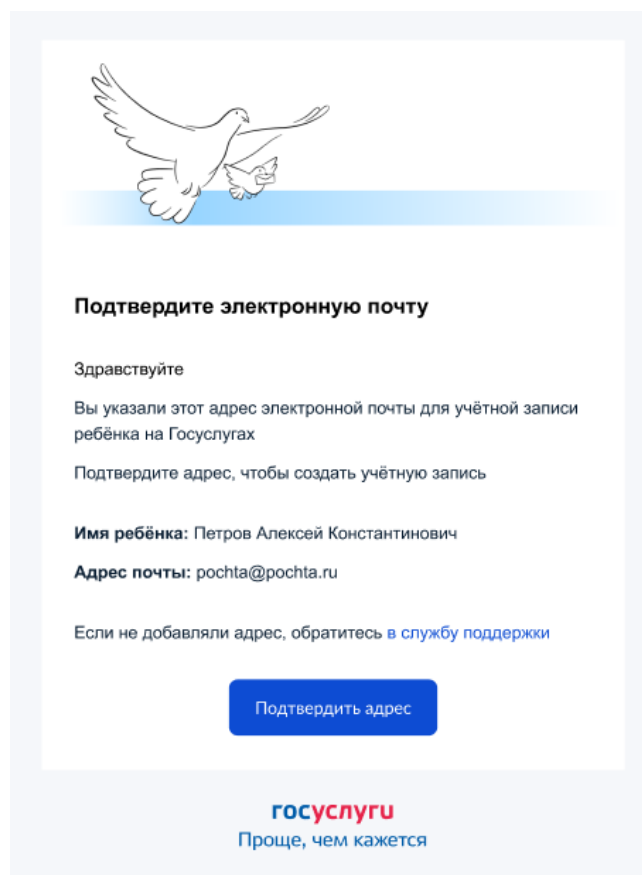 Подтвердите электронную почту
Здравствуйте
Вы указали этот адрес электронной почты для учётной записи
ребёнка на Госуслугах
Подтвердите адрес, чтобы создать учётную запись
Имя ребёнка: Петров Алексей Константинович
Адрес почты: pochta@pochta.ru
Если не добавляли адрес, обратитесь в службу поддержки
Подтвердить адрес
госуслуги
Проще, чем кажется